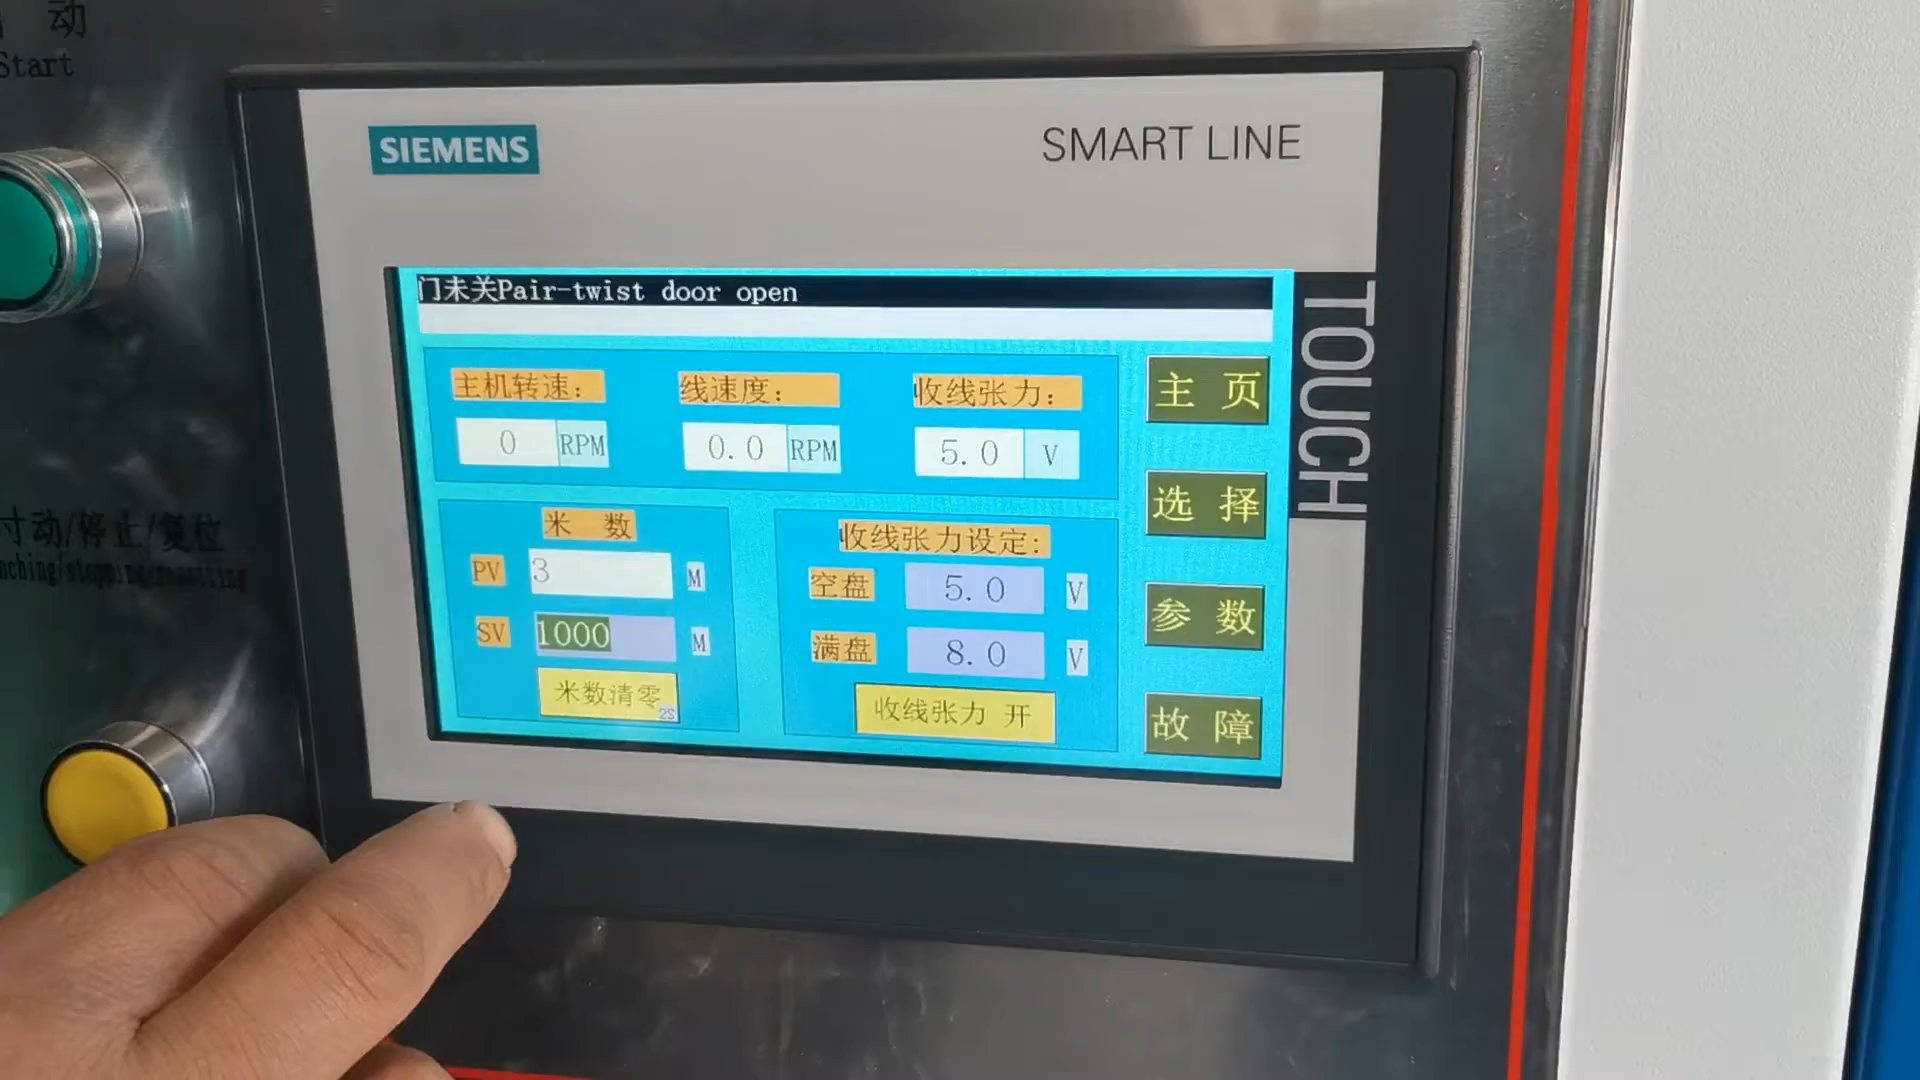 动
Start
SIEMENS
SMART LINE
TOUCH
门未关Pair-twist door open
主机转速: 线速度: 收线张力:
0 RPM 0.0 RPM 5.0 V
主 页
选 择
参 数
故 障
米 数
PV 3 M
SV 1000 M
米数清零 2S
收线张力设定:
空盘 5.0 V
满盘 8.0 V
收线张力 开
寸动/停止/复位